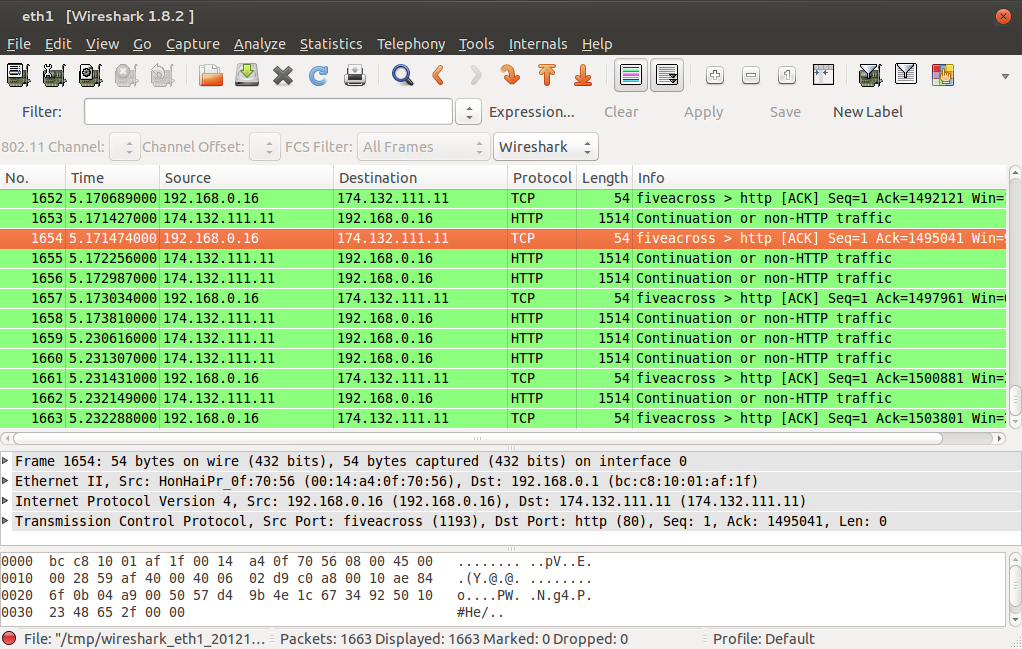 eth1 [Wireshark 1.8.2 ]
File Edit View Go Capture Analyze Statistics Telephony Tools Internals Help
Filter: Expression... Clear Apply Save New Label
802.11 Channel: Channel Offset: FCS Filter: All Frames Wireshark
No. Time Source Destination Protocol Length Info
1652 5.170689000 192.168.0.16 174.132.111.11 TCP 54 fiveacross > http [ACK] Seq=1 Ack=1492121 Win=
1653 5.171427000 174.132.111.11 192.168.0.16 HTTP 1514 Continuation or non-HTTP traffic
1654 5.171474000 192.168.0.16 174.132.111.11 TCP 54 fiveacross > http [ACK] Seq=1 Ack=1495041 Win=
1655 5.172256000 174.132.111.11 192.168.0.16 HTTP 1514 Continuation or non-HTTP traffic
1656 5.172987000 174.132.111.11 192.168.0.16 HTTP 1514 Continuation or non-HTTP traffic
1657 5.173034000 192.168.0.16 174.132.111.11 TCP 54 fiveacross > http [ACK] Seq=1 Ack=1497961 Win=
1658 5.173810000 174.132.111.11 192.168.0.16 HTTP 1514 Continuation or non-HTTP traffic
1659 5.230616000 174.132.111.11 192.168.0.16 HTTP 1514 Continuation or non-HTTP traffic
1660 5.231307000 174.132.111.11 192.168.0.16 HTTP 1514 Continuation or non-HTTP traffic
1661 5.231431000 192.168.0.16 174.132.111.11 TCP 54 fiveacross > http [ACK] Seq=1 Ack=1500881 Win=
1662 5.232149000 174.132.111.11 192.168.0.16 HTTP 1514 Continuation or non-HTTP traffic
1663 5.232288000 192.168.0.16 174.132.111.11 TCP 54 fiveacross > http [ACK] Seq=1 Ack=1503801 Win=
Frame 1654: 54 bytes on wire (432 bits), 54 bytes captured (432 bits) on interface 0
Ethernet II, Src: HonHaiPr_0f:70:56 (00:14:a4:0f:70:56), Dst: 192.168.0.1 (bc:c8:10:01:af:1f)
Internet Protocol Version 4, Src: 192.168.0.16 (192.168.0.16), Dst: 174.132.111.11 (174.132.111.11)
Transmission Control Protocol, Src Port: fiveacross (1193), Dst Port: http (80), Seq: 1, Ack: 1495041, Len: 0
0000 bc c8 10 01 af 1f 00 14 a4 0f 70 56 08 00 45 00 ........ ..pV..E.
0010 00 28 59 af 40 00 40 06 02 d9 c0 a8 00 10 ae 84 .(Y.@.@. ........
0020 6f 0b 04 a9 00 50 57 d4 9b 4e 1c 67 34 92 50 10 o....PW. .N.g4.P.
0030 23 48 65 2f 00 00 #He/..
File: "/tmp/wireshark_eth1_20121... Packets: 1663 Displayed: 1663 Marked: 0 Dropped: 0 Profile: Default